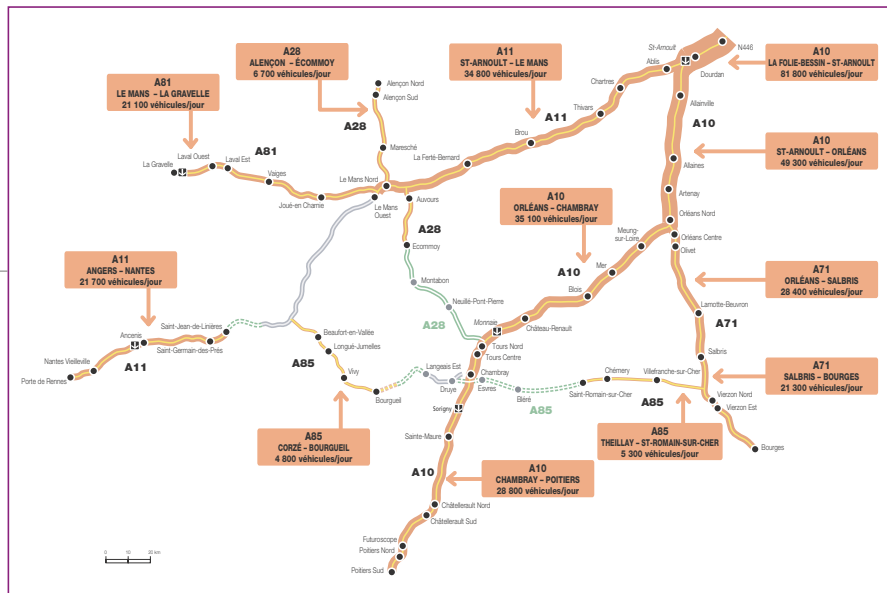 A28
ALENÇON – ÉCOMMOY
6 700 véhicules/jour
A11
ST-ARNOULT – LE MANS
34 800 véhicules/jour
A10
LA FOLIE-BESSIN – ST-ARNOULT
81 800 véhicules/jour
A81
LE MANS – LA GRAVELLE
21 100 véhicules/jour
St-Arnoult
N446
Ablis
Dourdan
Alençon Nord
Alençon Sud
Chartres
Allainville
Thivars
A28
A11
A10
Brou
A10
ST-ARNOULT – ORLÉANS
49 300 véhicules/jour
Maresché
La Ferté-Bernard
Allaines
A81
Laval Ouest
Laval Est
La Gravelle
Vaiges
Joué-en Charnie
Le Mans Nord
Le Mans
Ouest
Auvours
Artenay
A10
ORLÉANS – CHAMBRAY
35 100 véhicules/jour
Orléans Nord
Meung-
sur-Loire
Orléans Centre
Olivet
A28
Ecommoy
A11
ANGERS – NANTES
21 700 véhicules/jour
Mer
A10
Blois
A71
ORLÉANS – SALBRIS
28 400 véhicules/jour
Montabon
Neuillé-Pont-Pierre
Lamotte-Beuvron
A28
Monnaie
Château-Renault
A71
Saint-Jean-de-Linières
Ancenis
Saint-Germain-des-Prés
Beaufort-en-Vallée
Longué-Jumelles
Tours Nord
Tours Centre
Salbris
Nantes Vieilleville
Porte de Rennes
A11
A85
Vivy
Bourgueil
Langeais Est
Druye
Chambray
Esvres
Bléré
A85
Chémery
Saint-Romain-sur-Cher
Villefranche-sur-Cher
A85
A71
SALBRIS – BOURGES
21 300 véhicules/jour
Vierzon Nord
Vierzon Est
Sorigny
A85
CORZÉ – BOURGUEIL
4 800 véhicules/jour
A85
THEILLAY – ST-ROMAIN-SUR-CHER
5 300 véhicules/jour
Bourges
Sainte-Maure
A10
A10
CHAMBRAY – POITIERS
28 800 véhicules/jour
Châtellerault Nord
Châtellerault Sud
Futuroscope
Poitiers Nord
Poitiers Sud
0 10 20 km